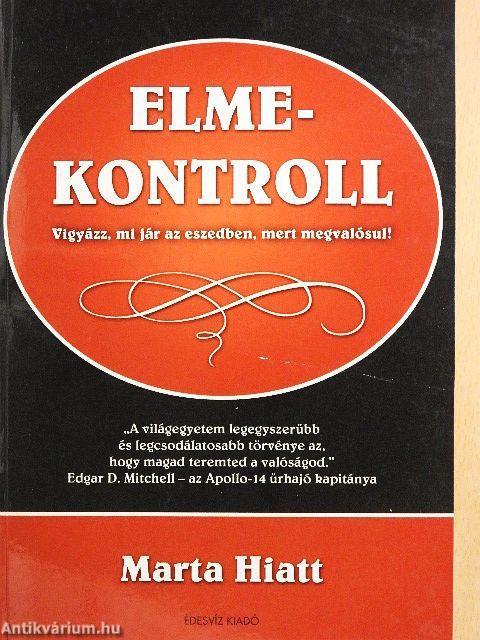 ELME-
KONTROLL
Vigyázz, mi jár az eszedben, mert megvalósul!
„A világegyetem legegyszerűbb
és legcsodálatosabb törvénye az,
hogy magad teremted a valóságod."
Edgar D. Mitchell – az Apollo-14 űrhajó kapitánya
Marta Hiatt
ÉDESVÍZ KIADÓ
Antikvárium.hu